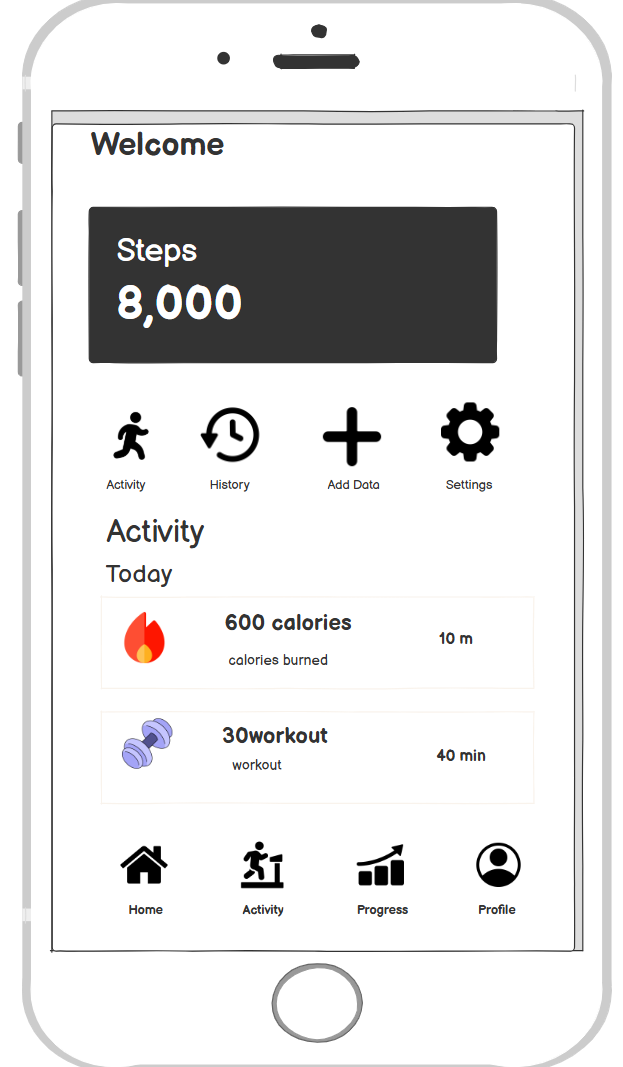 Welcome
Steps
8,000
Activity History Add Data Settings
Activity
Today
600 calories
calories burned
10 m
30workout
workout
40 min
Home Activity Progress Profile